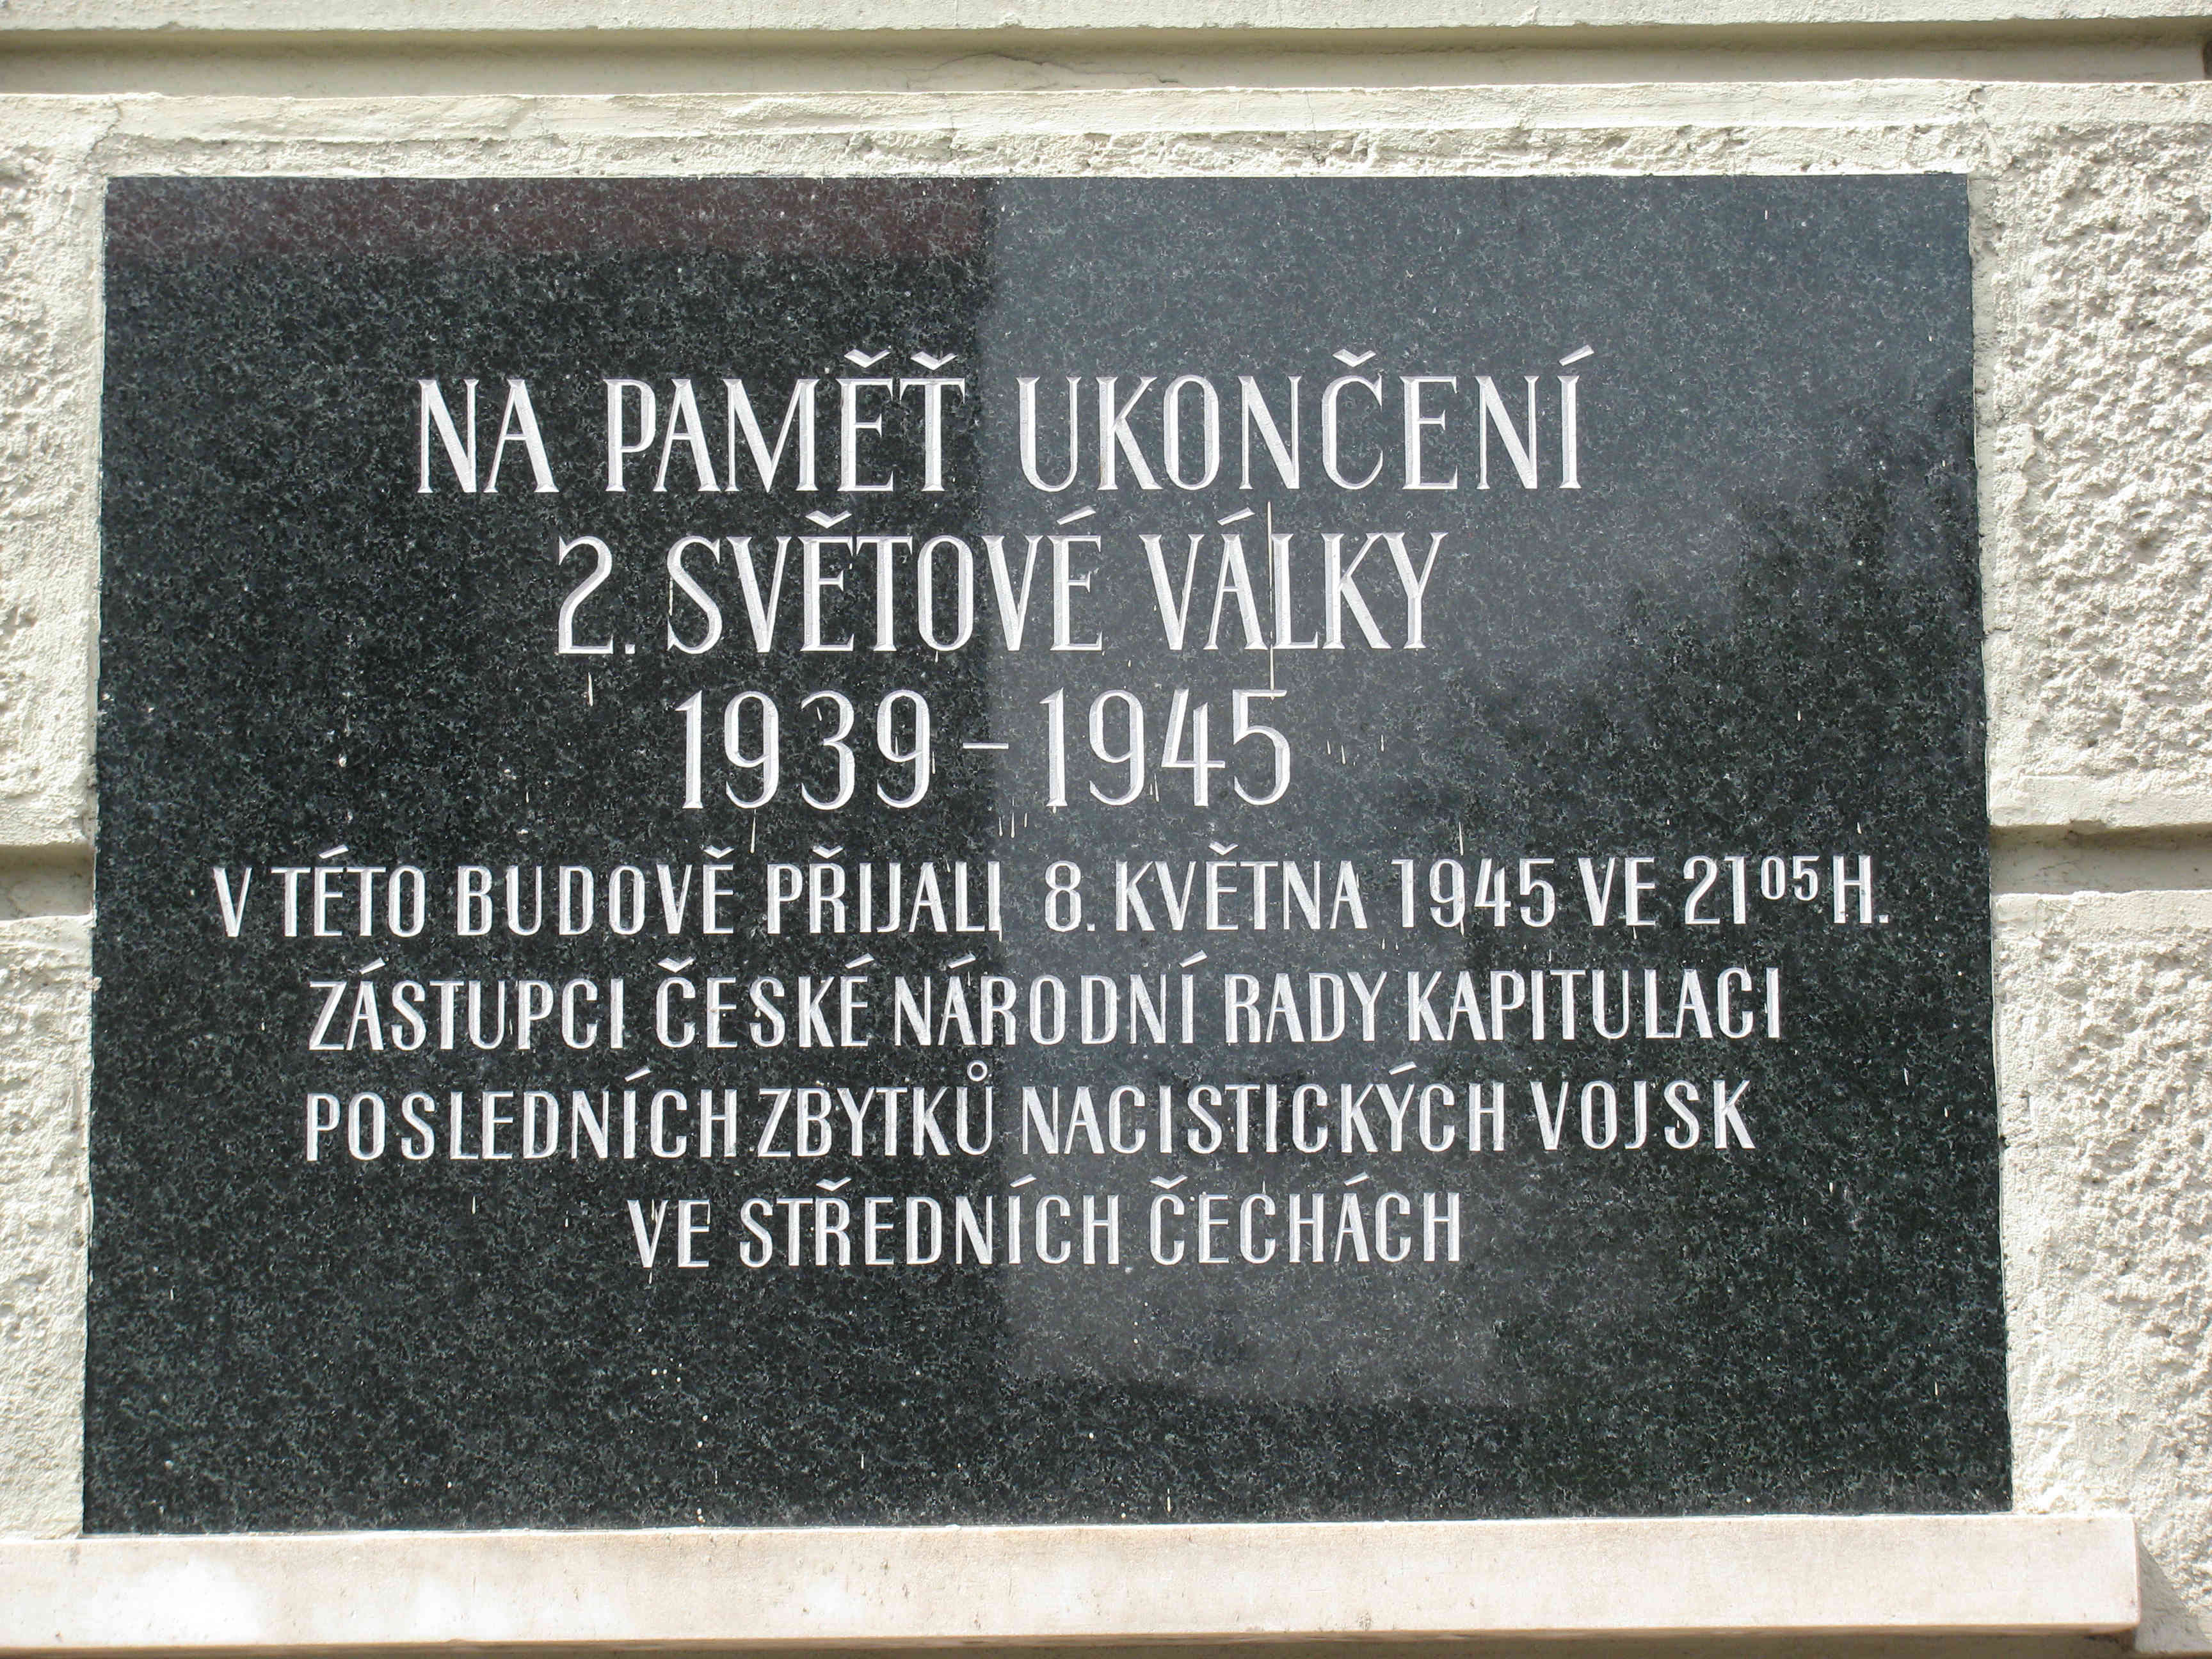 NA PAMĚŤ UKONČENÍ
2. SVĚTOVÉ VÁLKY
1939 – 1945
V TÉTO BUDOVĚ PŘIJALI 8. KVĚTNA 1945 VE 21⁰⁵ H.
ZÁSTUPCI ČESKÉ NÁRODNÍ RADY KAPITULACI
POSLEDNÍCH ZBYTKŮ NACISTICKÝCH VOJSK
VE STŘEDNÍCH ČECHÁCH